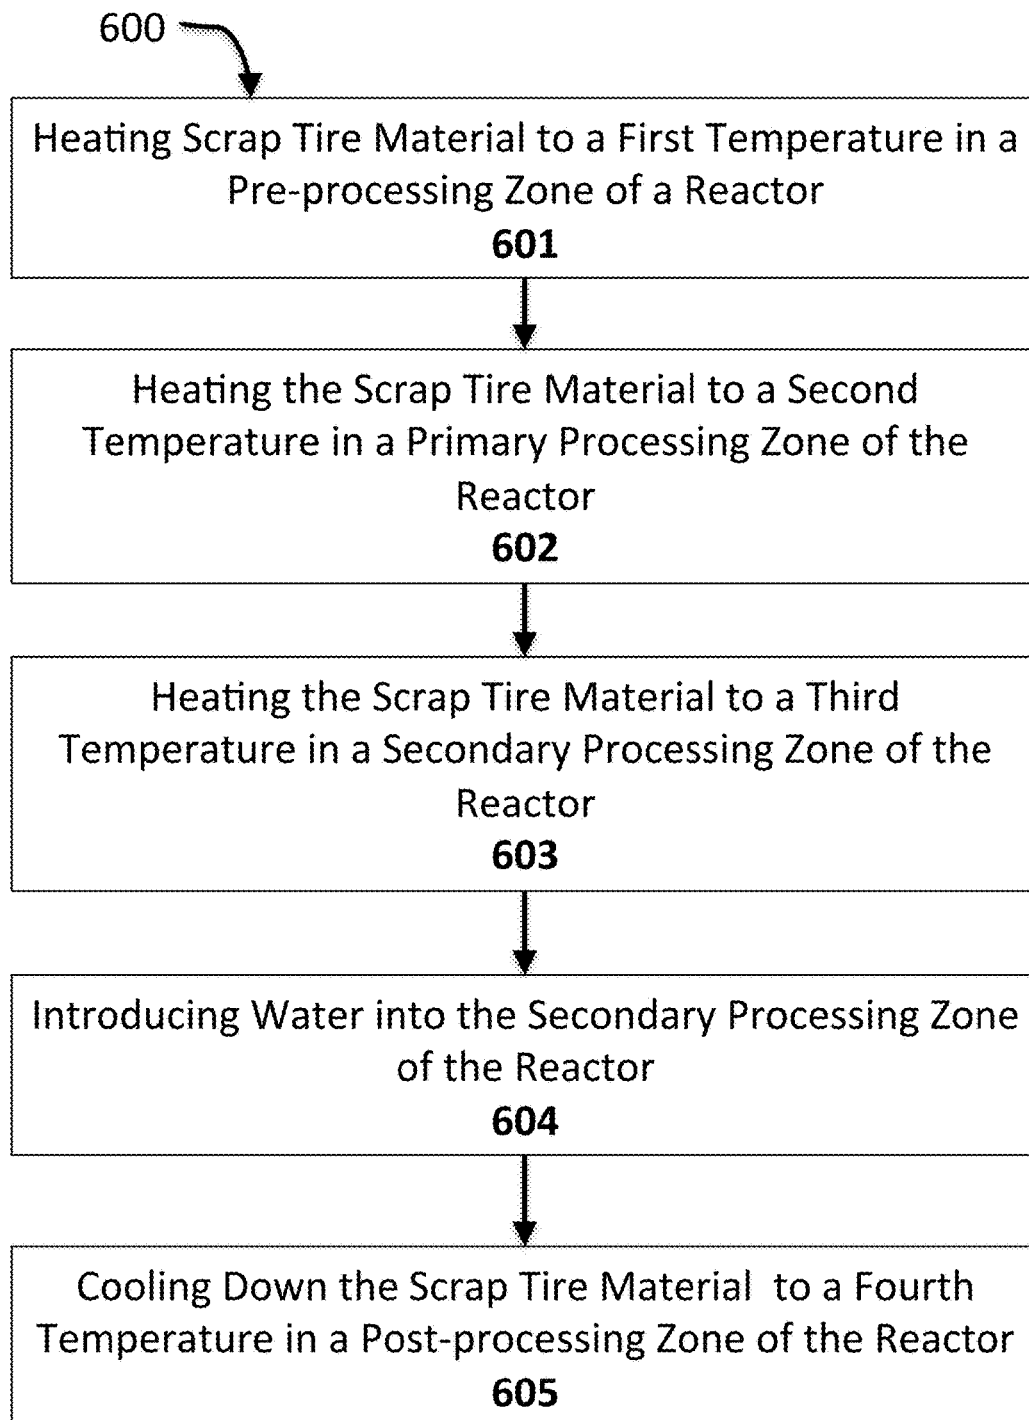 600
Heating Scrap Tire Material to a First Temperature in a
Pre-processing Zone of a Reactor
601
Heating the Scrap Tire Material to a Second
Temperature in a Primary Processing Zone of the
Reactor
602
Heating the Scrap Tire Material to a Third
Temperature in a Secondary Processing Zone of the
Reactor
603
Introducing Water into the Secondary Processing Zone
of the Reactor
604
Cooling Down the Scrap Tire Material to a Fourth
Temperature in a Post-processing Zone of the Reactor
605